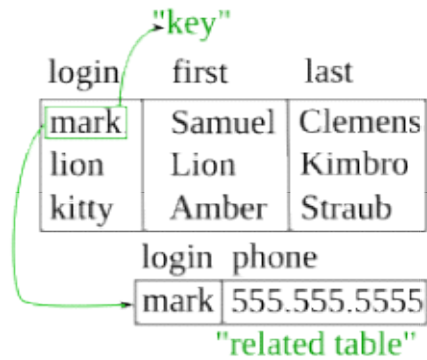 "key"
login first last
mark Samuel Clemens
lion Lion Kimbro
kitty Amber Straub
login phone
mark 555.555.5555
"related table"